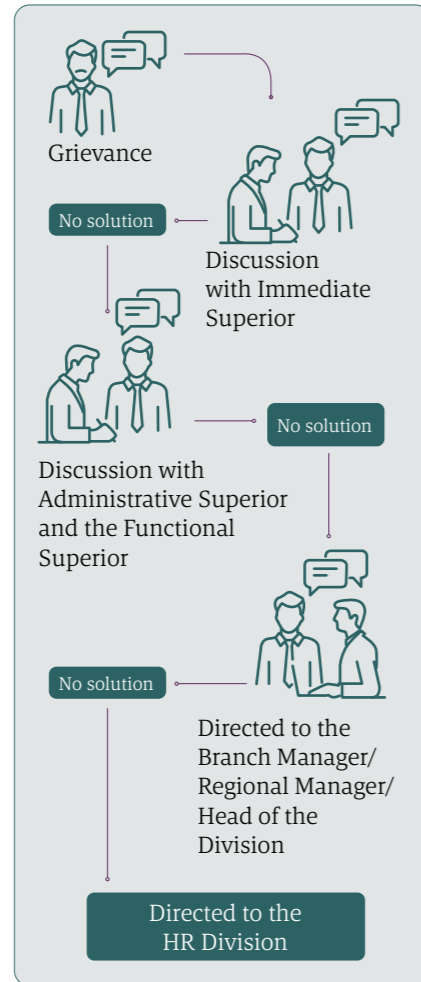 Grievance
Discussion
with Immediate
Superior
No solution
Discussion with
Administrative Superior
and the Functional
Superior
No solution
Directed to the
Branch Manager/
Regional Manager/
Head of the
Division
No solution
Directed to the
HR Division